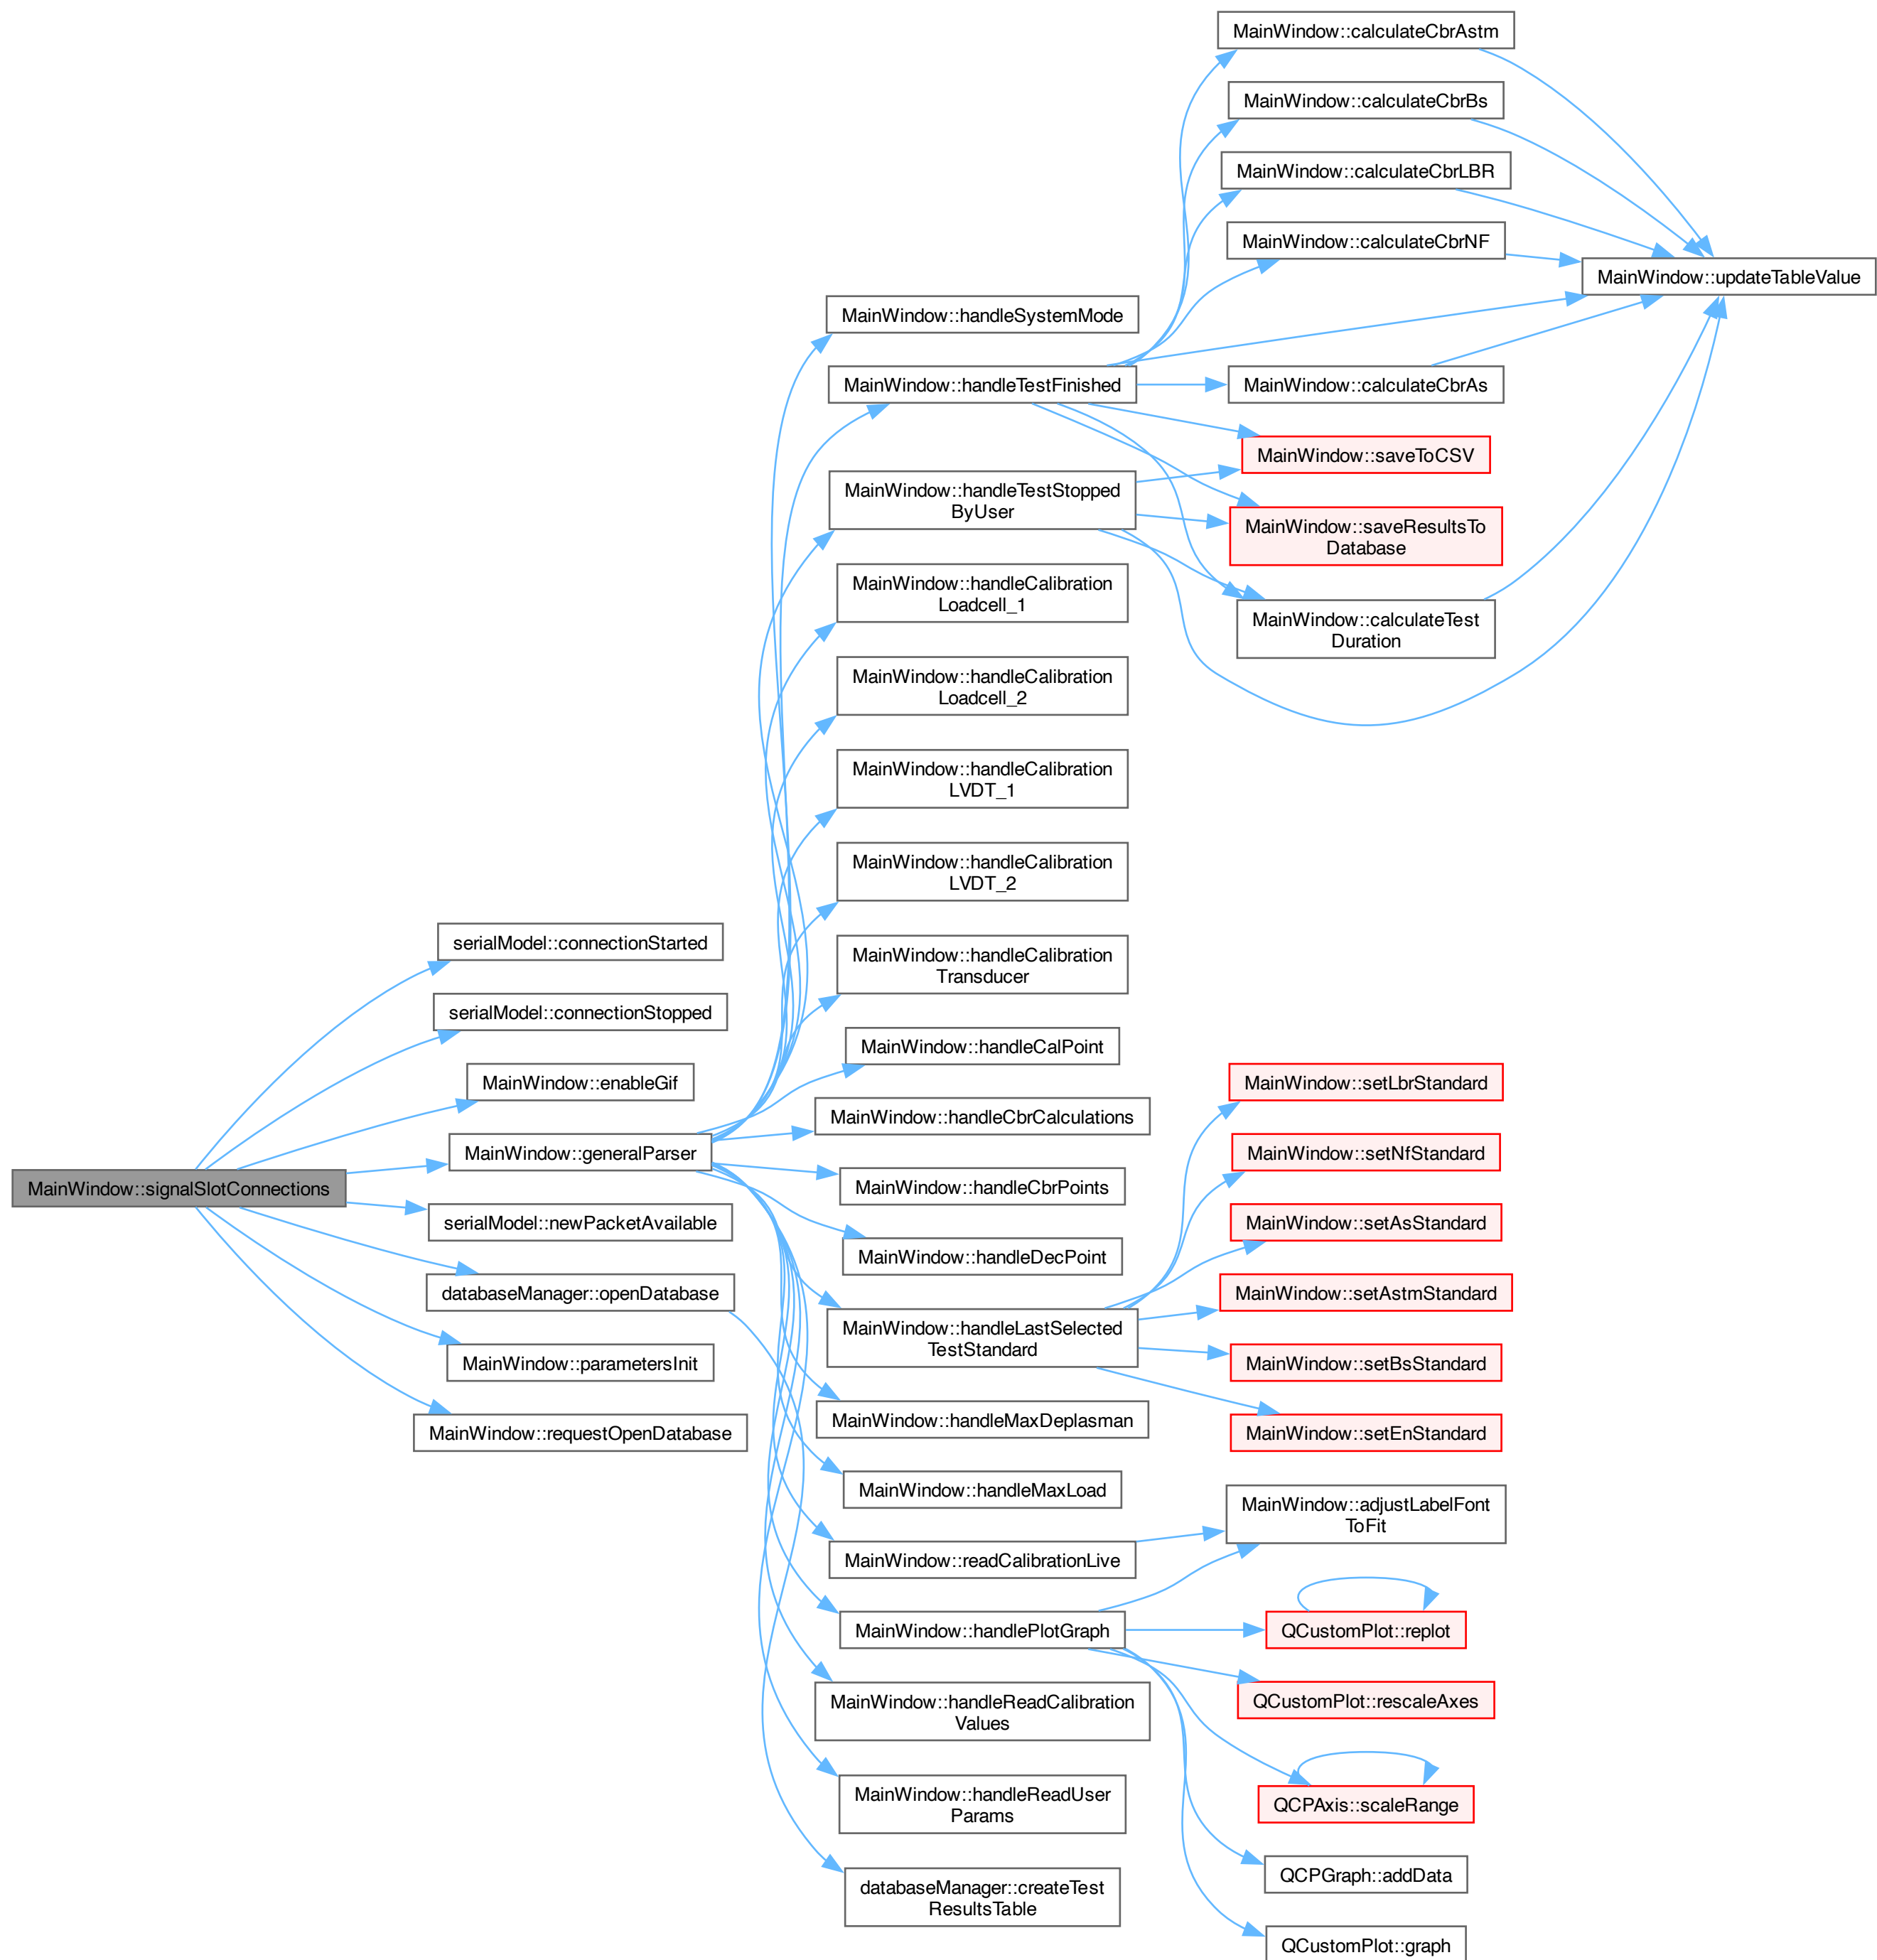 MainWindow::signalSlotConnections
serialModel::connectionStarted
serialModel::connectionStopped
MainWindow::enableGif
MainWindow::generalParser
serialModel::newPacketAvailable
databaseManager::openDatabase
MainWindow::parametersInit
MainWindow::requestOpenDatabase
MainWindow::handleSystemMode
MainWindow::handleTestFinished
MainWindow::handleTestStopped
ByUser
MainWindow::handleCalibration
Loadcell_1
MainWindow::handleCalibration
Loadcell_2
MainWindow::handleCalibration
LVDT_1
MainWindow::handleCalibration
LVDT_2
MainWindow::handleCalibration
Transducer
MainWindow::handleCalPoint
MainWindow::handleCbrCalculations
MainWindow::handleCbrPoints
MainWindow::handleDecPoint
MainWindow::handleLastSelected
TestStandard
MainWindow::handleMaxDeplasman
MainWindow::handleMaxLoad
MainWindow::readCalibrationLive
MainWindow::handlePlotGraph
MainWindow::handleReadCalibration
Values
MainWindow::handleReadUser
Params
databaseManager::createTest
ResultsTable
MainWindow::calculateCbrAstm
MainWindow::calculateCbrBs
MainWindow::calculateCbrLBR
MainWindow::calculateCbrNF
MainWindow::calculateCbrAs
MainWindow::saveToCSV
MainWindow::saveResultsTo
Database
MainWindow::calculateTest
Duration
MainWindow::setLbrStandard
MainWindow::setNfStandard
MainWindow::setAsStandard
MainWindow::setAstmStandard
MainWindow::setBsStandard
MainWindow::setEnStandard
MainWindow::adjustLabelFont
ToFit
QCustomPlot::replot
QCustomPlot::rescaleAxes
QCPAxis::scaleRange
QCPGraph::addData
QCustomPlot::graph
MainWindow::updateTableValue